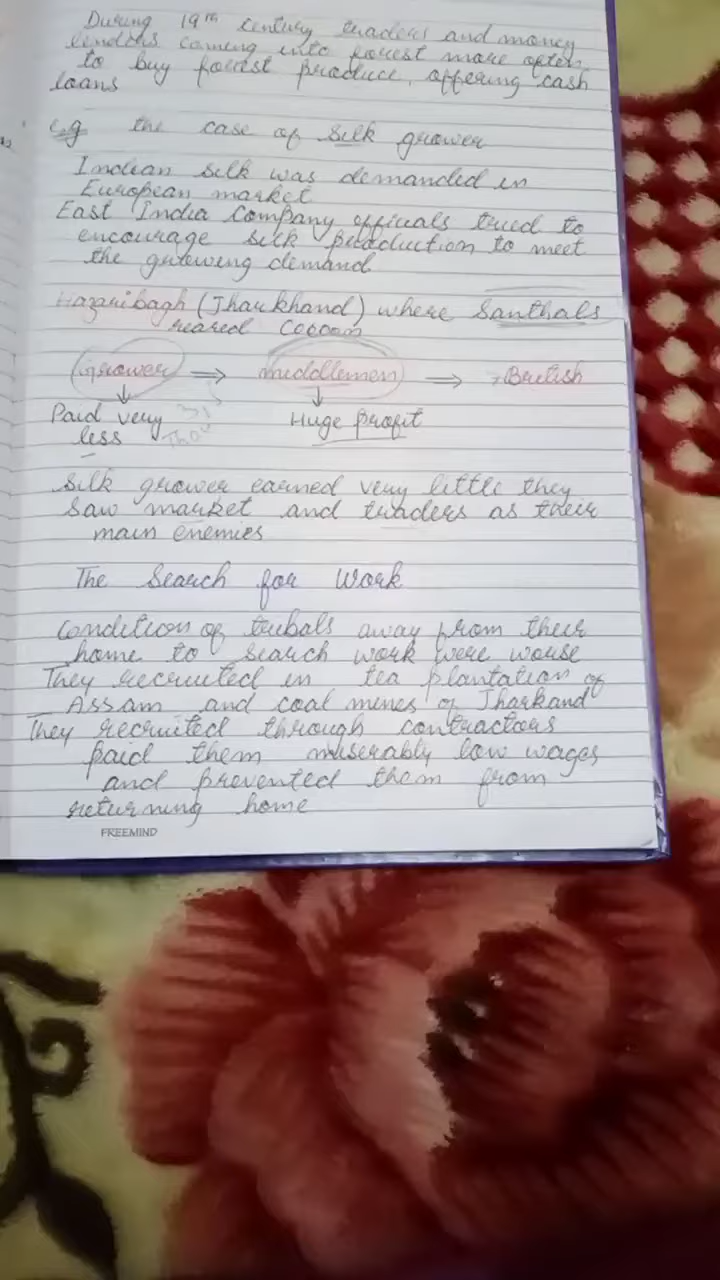 During 19th century traders and money
lenders coming into forest more often
to buy forest produce, offering cash
loans
e.g the case of silk grower
Indian silk was demanded in
European market
East India Company officials tried to
encourage silk production to meet
the growing demand
Hazaribagh (Jharkhand) where Santhals
reared Cocoon
grower ⇒ middlemen ⇒ British
↓ ↓
Paid very Huge profit
less
Silk grower earned very little they
saw market and traders as their
main enemies
The Search for Work
Condition of tribals away from their
home to search work were worse
They recruited in tea plantation of
Assam and coal mines of Jharkand
They recruited through contractors
paid them miserably low wages
and prevented them from
returning home
FREEMIND